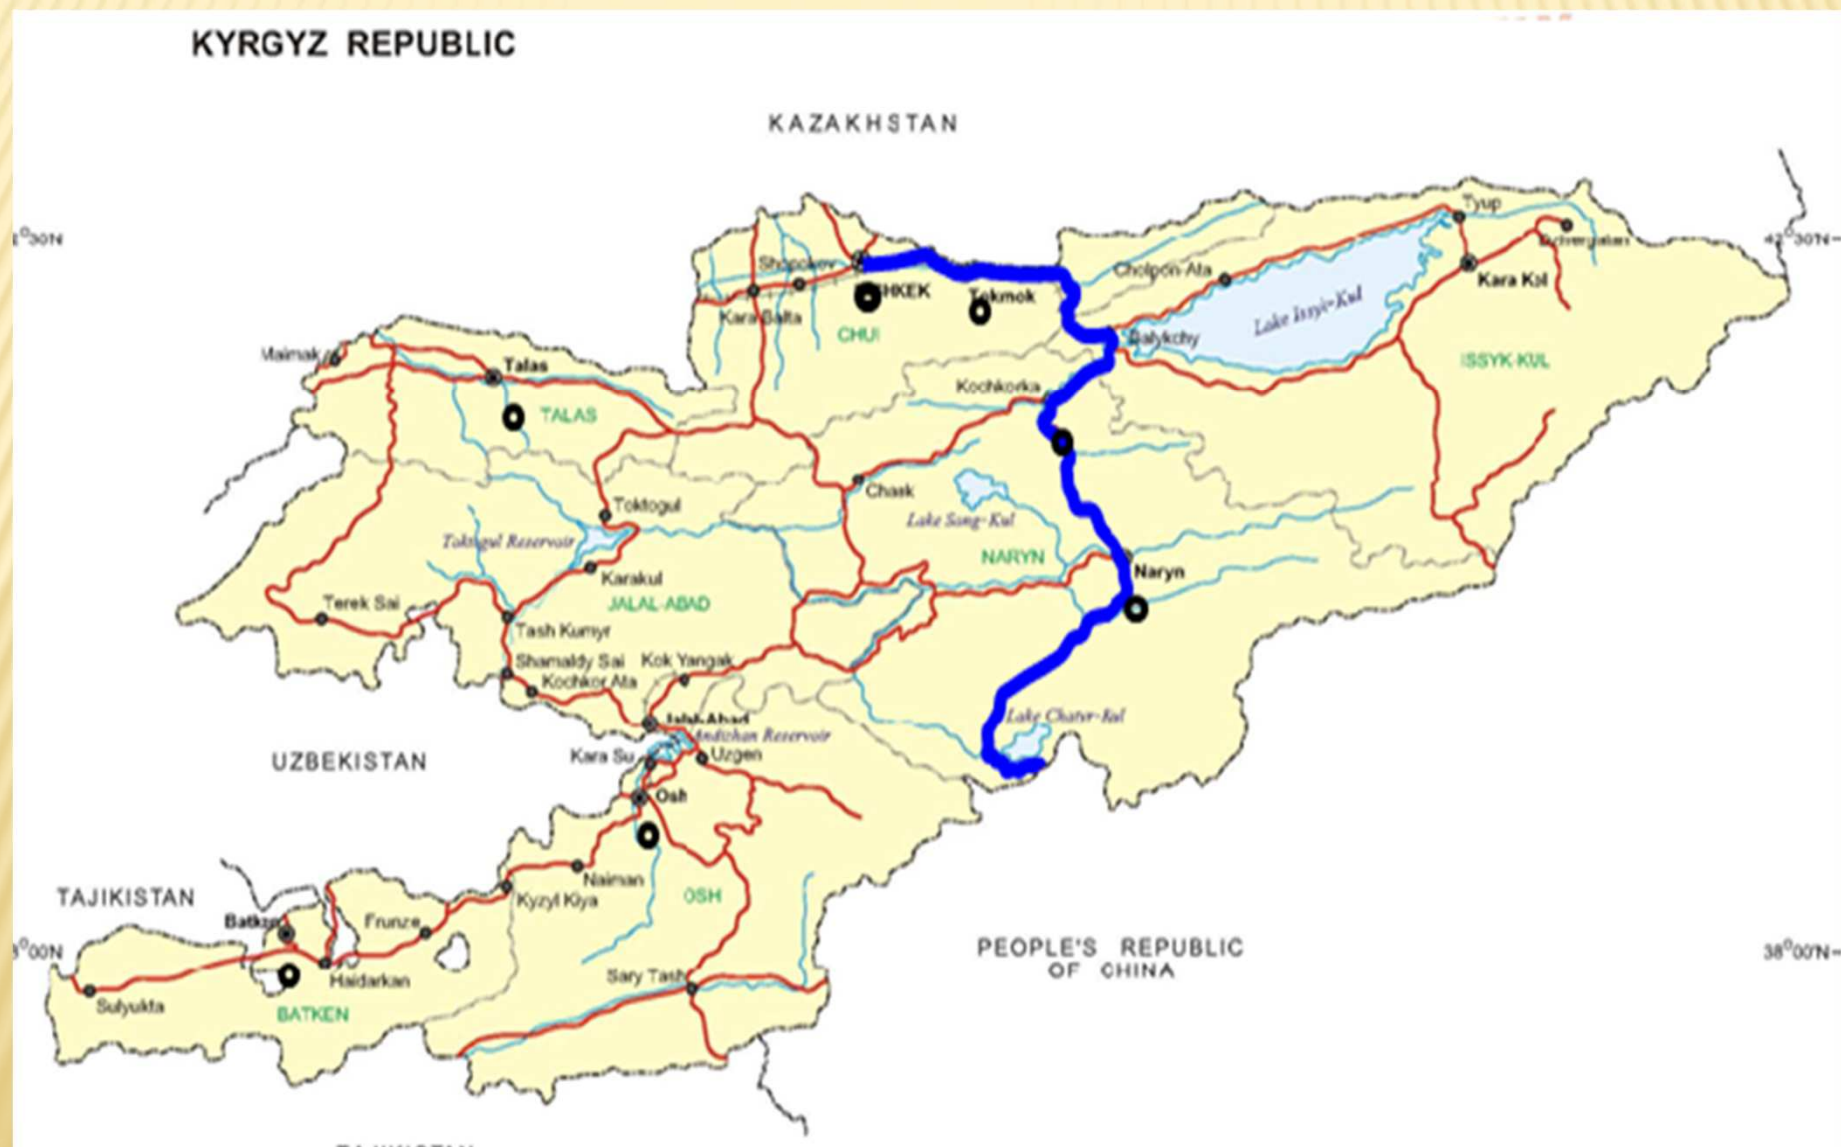 KYRGYZ REPUBLIC
KAZAKHSTAN
Tyup
Shopokov
Cholpon-Ata
Kara Kol
HKEK
Tokmok
Lake Issyi-Kul
Kara Balta
CHUI
Balykchy
Maimak
Talas
ISSYK-KUL
Kochkorka
TALAS
Chaek
Toktogul
Lake Song-Kul
Toktogul Reservoir
NARYN
Naryn
Karakul
Terek Sai
JALAL-ABAD
Tash Kumyr
Shamaldy Sai
Kok Yangak
Kochkor Ata
Lake Chatyr-Kul
Jalal-Abad
Andizhan Reservoir
Kara Su
Uzgen
UZBEKISTAN
Osh
Naiman
TAJIKISTAN
Kyzyl Kiya
OSH
Batken
Frunze
PEOPLE'S REPUBLIC
OF CHINA
38°00'N
Haidarkan
Sary Tash
Sulyukta
BATKEN